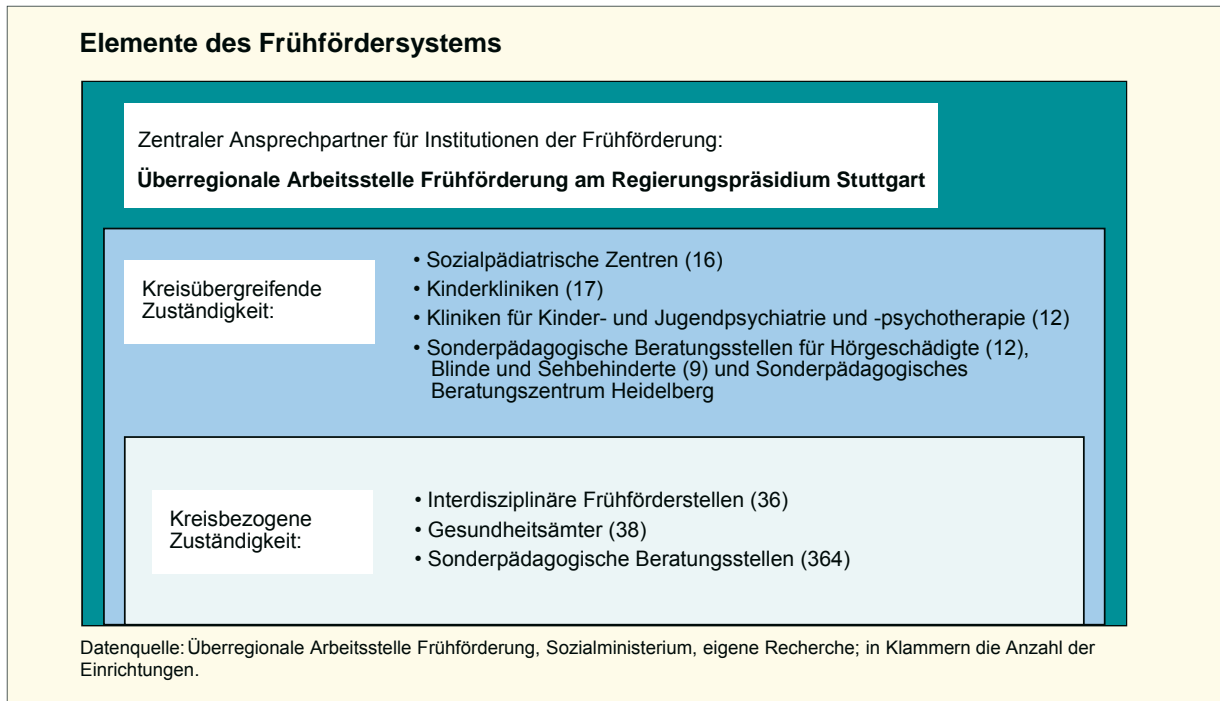 Elemente des Frühfördersystems
Zentraler Ansprechpartner für Institutionen der Frühförderung:
Überregionale Arbeitsstelle Frühförderung am Regierungspräsidium Stuttgart
Kreisübergreifende
Zuständigkeit:
• Sozialpädiatrische Zentren (16)
• Kinderkliniken (17)
• Kliniken für Kinder- und Jugendpsychiatrie und -psychotherapie (12)
• Sonderpädagogische Beratungsstellen für Hörgeschädigte (12),
Blinde und Sehbehinderte (9) und Sonderpädagogisches
Beratungszentrum Heidelberg
Kreisbezogene
Zuständigkeit:
• Interdisziplinäre Frühförderstellen (36)
• Gesundheitsämter (38)
• Sonderpädagogische Beratungsstellen (364)
Datenquelle: Überregionale Arbeitsstelle Frühförderung, Sozialministerium, eigene Recherche; in Klammern die Anzahl der
Einrichtungen.